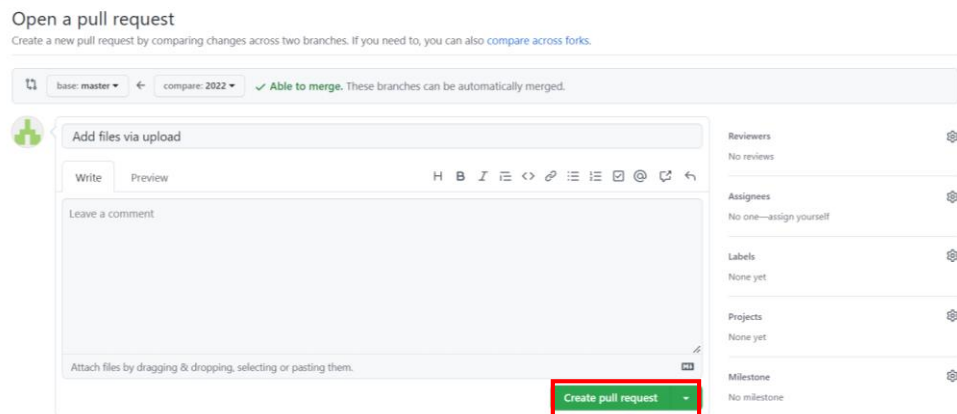 Open a pull request
Create a new pull request by comparing changes across two branches. If you need to, you can also compare across forks.
base: master ← compare: 2022 ✓ Able to merge. These branches can be automatically merged.
Add files via upload
Write Preview H B I <> @
Leave a comment
Attach files by dragging & dropping, selecting or pasting them.
Create pull request
Reviewers
No reviews
Assignees
No one—assign yourself
Labels
None yet
Projects
None yet
Milestone
No milestone